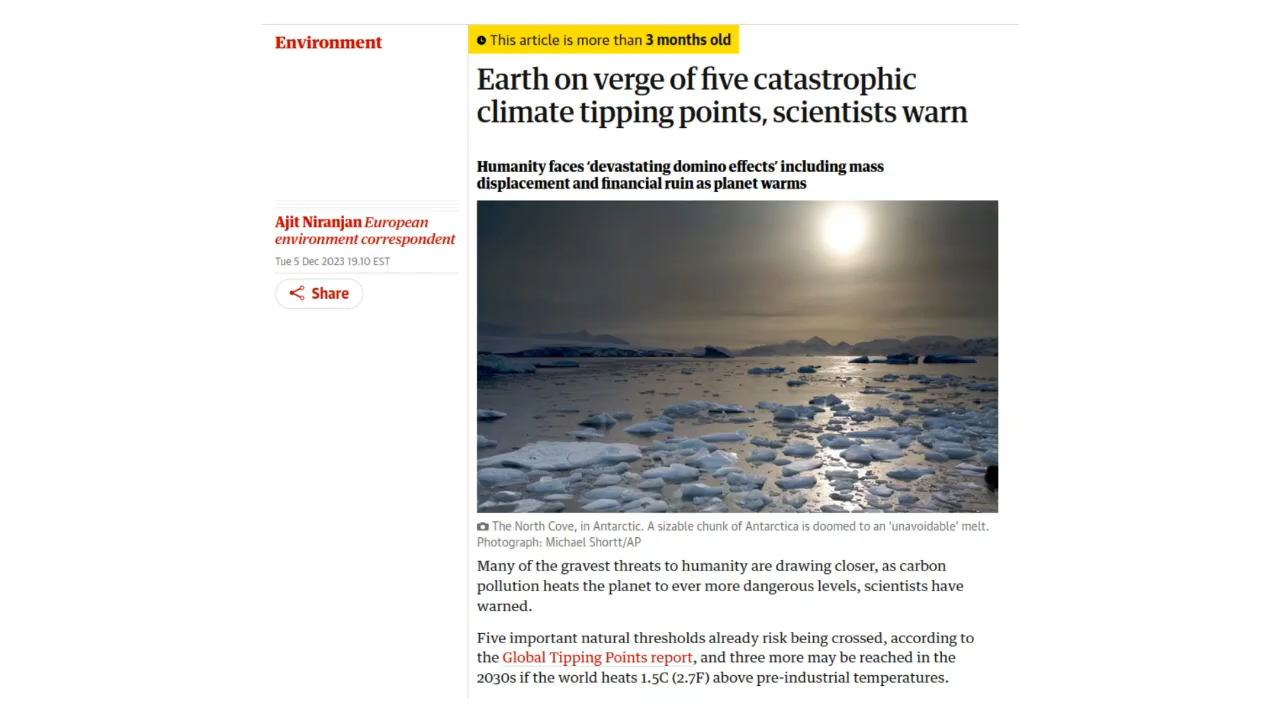 Environment
This article is more than 3 months old
Earth on verge of five catastrophic
climate tipping points, scientists warn
Humanity faces ‘devastating domino effects’ including mass
displacement and financial ruin as planet warms
Ajit Niranjan European
environment correspondent
Tue 5 Dec 2023 19.10 EST
Share
The North Cove, in Antarctic. A sizable chunk of Antarctica is doomed to an ‘unavoidable’ melt.
Photograph: Michael Shortt/AP
Many of the gravest threats to humanity are drawing closer, as carbon
pollution heats the planet to ever more dangerous levels, scientists have
warned.
Five important natural thresholds already risk being crossed, according to
the Global Tipping Points report, and three more may be reached in the
2030s if the world heats 1.5C (2.7F) above pre-industrial temperatures.